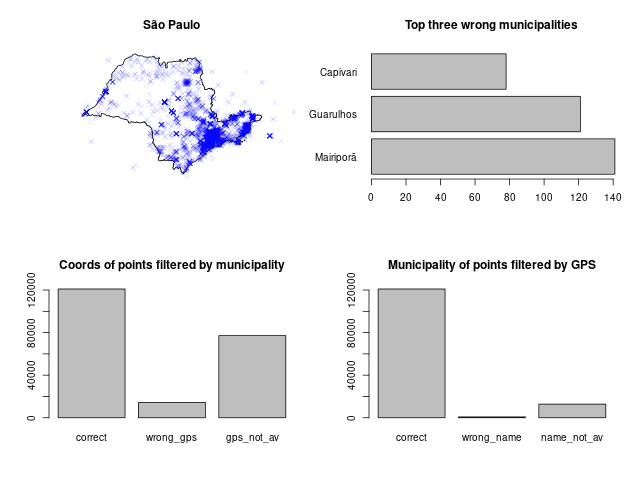 São Paulo
Top three wrong municipalities
Capivari
Guarulhos
Mairiporã
0 20 40 60 80 100 120 140
Coords of points filtered by municipality
0 40000 80000 120000
correct wrong_gps gps_not_av
Municipality of points filtered by GPS
0 40000 80000 120000
correct wrong_name name_not_av